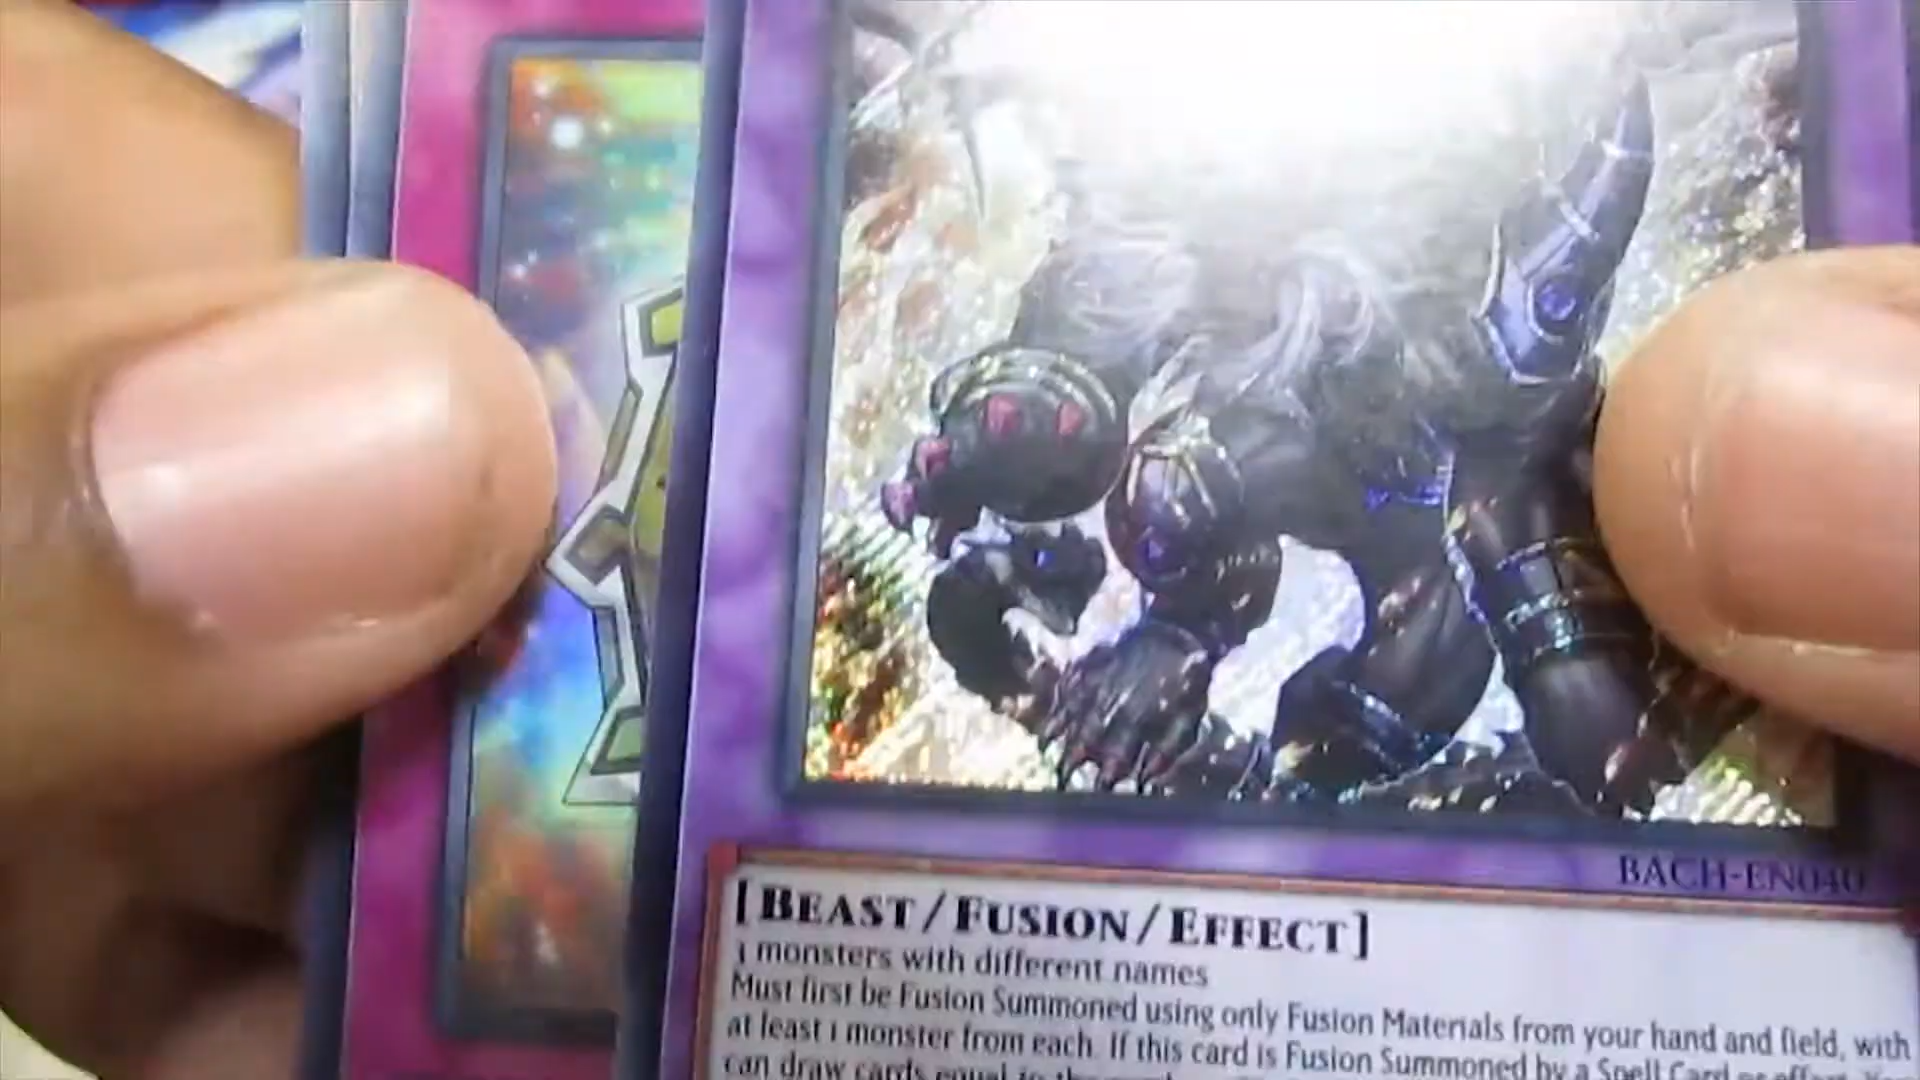 BACH-EN040
[BEAST/FUSION/EFFECT]
3 monsters with different names
Must first be Fusion Summoned using only Fusion Materials from your hand and field, with
at least 1 monster from each. If this card is Fusion Summoned by a Spell Card or effect: You
can draw cards equal to the